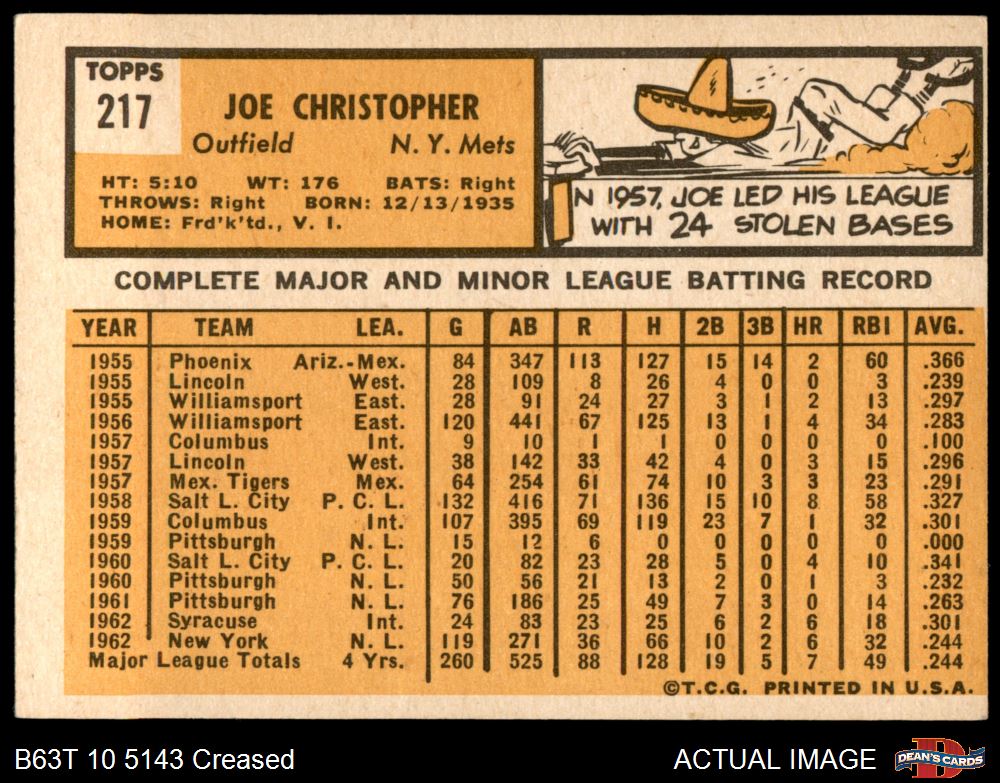 TOPPS
217
JOE CHRISTOPHER
Outfield N. Y. Mets
HT: 5:10 WT: 176 BATS: Right
THROWS: Right BORN: 12/13/1935
HOME: Frd'k'td., V. I.
IN 1957, JOE LED HIS LEAGUE
WITH 24 STOLEN BASES
COMPLETE MAJOR AND MINOR LEAGUE BATTING RECORD
YEAR TEAM LEA. G AB R H 2B 3B HR RBI AVG.
1955 Phoenix Ariz.-Mex. 84 347 113 127 15 14 2 60 .366
1955 Lincoln West. 28 109 8 26 4 0 0 3 .239
1955 Williamsport East. 28 91 24 27 3 1 2 13 .297
1956 Williamsport East. 120 441 67 125 13 1 4 34 .283
1957 Columbus Int. 9 10 1 1 0 0 0 0 .100
1957 Lincoln West. 38 142 33 42 4 0 3 15 .296
1957 Mex. Tigers Mex. 64 254 61 74 10 3 3 23 .291
1958 Salt L. City P. C. L. 132 416 71 136 15 10 8 58 .327
1959 Columbus Int. 107 395 69 119 23 7 1 32 .301
1959 Pittsburgh N. L. 15 12 6 0 0 0 0 0 .000
1960 Salt L. City P. C. L. 20 82 23 28 5 0 4 10 .341
1960 Pittsburgh N. L. 50 56 21 13 2 0 1 3 .232
1961 Pittsburgh N. L. 76 186 25 49 7 3 0 14 .263
1962 Syracuse Int. 24 83 23 25 6 2 6 18 .301
1962 New York N. L. 119 271 36 66 10 2 6 32 .244
Major League Totals 4 Yrs. 260 525 88 128 19 5 7 49 .244
©T.C.G. PRINTED IN U.S.A.
B63T 10 5143 Creased ACTUAL IMAGE D DEAN'S CARDS